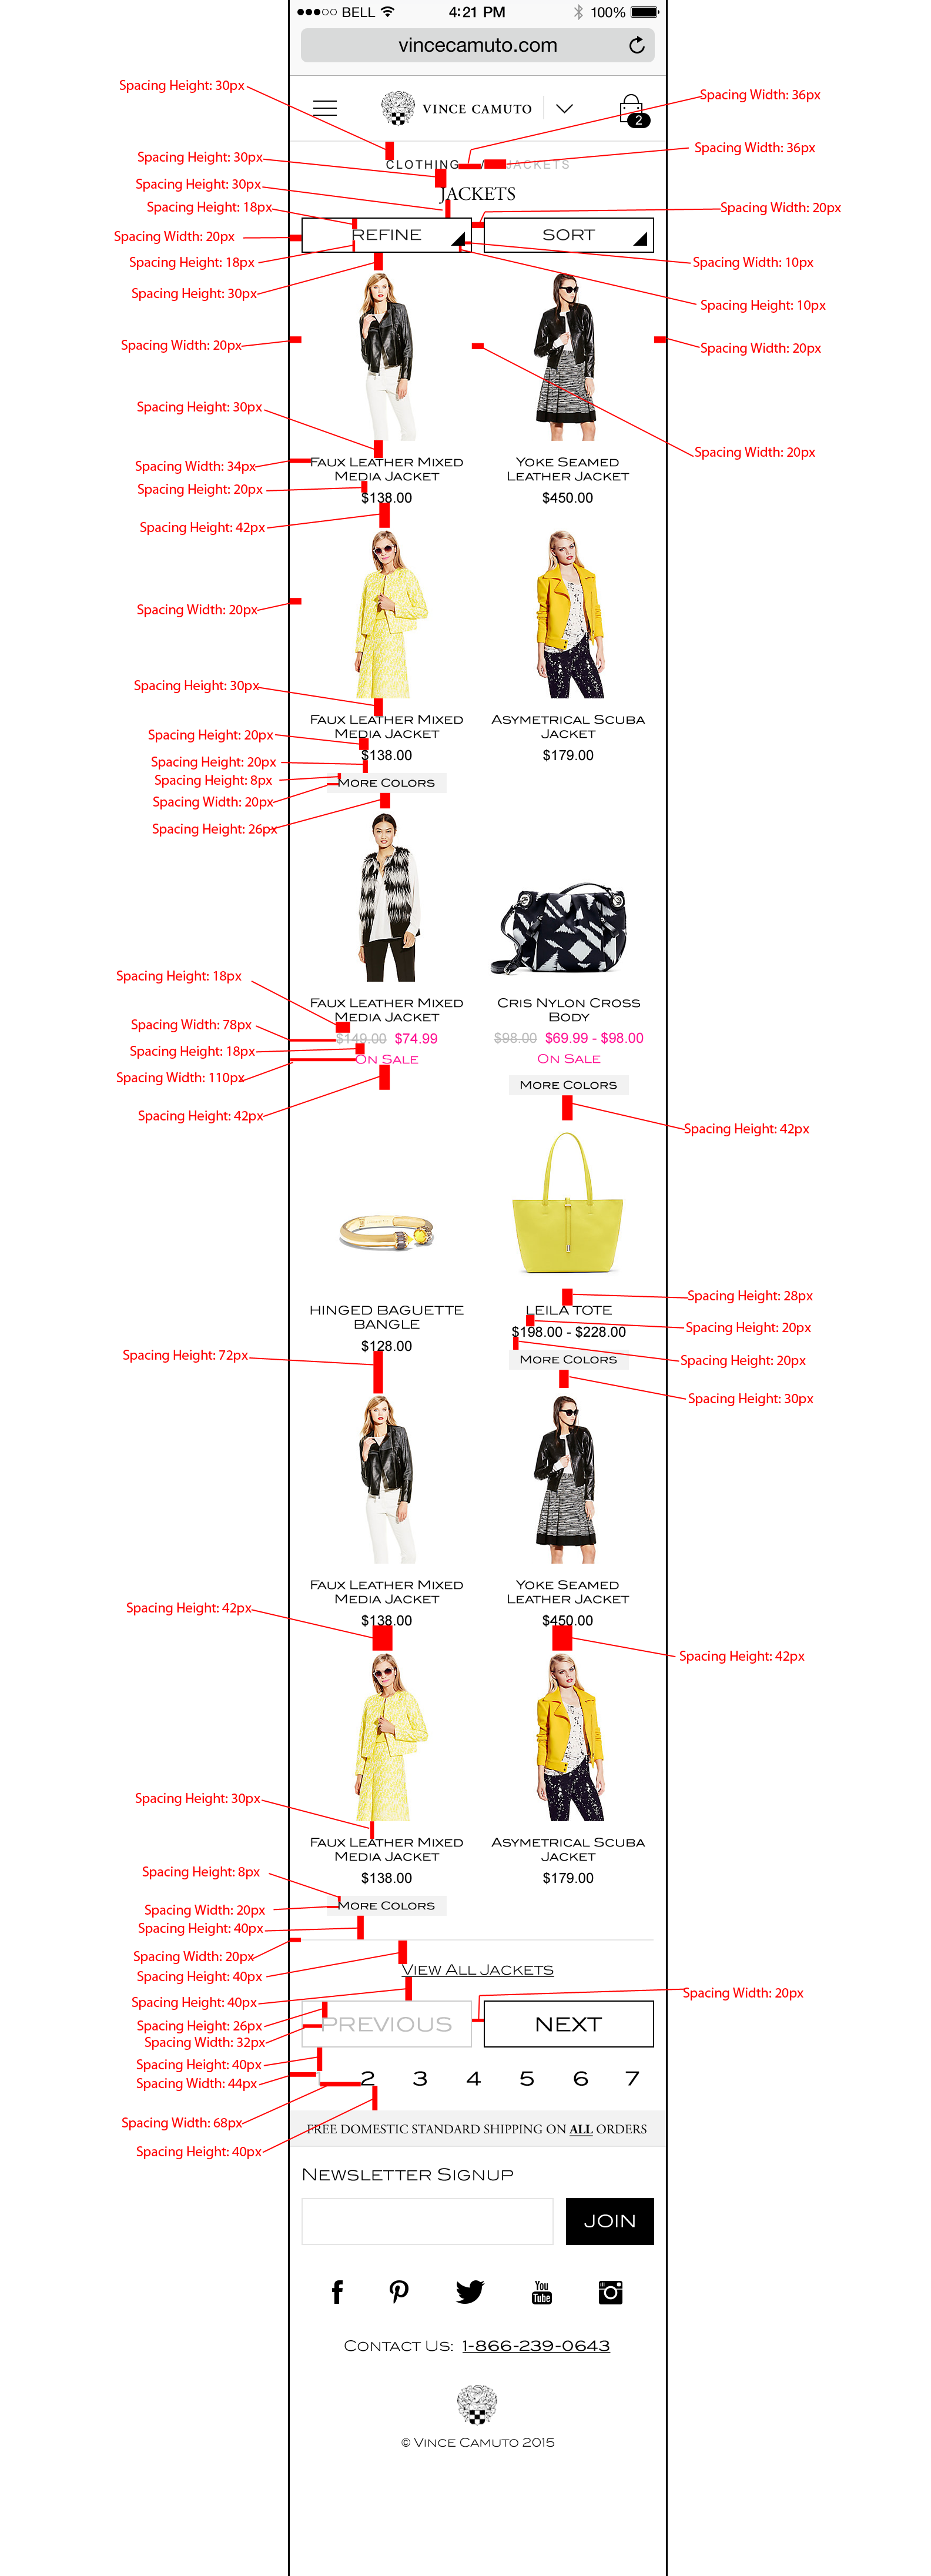 BELL 4:21 PM 100%
vincecamuto.com
Spacing Height: 30px
Spacing Width: 36px
VINCE CAMUTO
2
Spacing Height: 30px
CLOTHING / JACKETS
Spacing Width: 36px
Spacing Height: 30px
JACKETS
Spacing Height: 18px
Spacing Width: 20px
Spacing Width: 20px
REFINE
SORT
Spacing Height: 18px
Spacing Width: 10px
Spacing Height: 30px
Spacing Height: 10px
Spacing Width: 20px
Spacing Width: 20px
Spacing Height: 30px
Spacing Width: 20px
Spacing Width: 34px
FAUX LEATHER MIXED
MEDIA JACKET
$138.00
YOKE SEAMED
LEATHER JACKET
$450.00
Spacing Height: 20px
Spacing Height: 42px
Spacing Width: 20px
Spacing Height: 30px
FAUX LEATHER MIXED
MEDIA JACKET
$138.00
MORE COLORS
ASYMETRICAL SCUBA
JACKET
$179.00
Spacing Height: 20px
Spacing Height: 20px
Spacing Height: 8px
Spacing Width: 20px
Spacing Height: 26px
Spacing Height: 18px
FAUX LEATHER MIXED
MEDIA JACKET
$149.00 $74.99
ON SALE
CRIS NYLON CROSS
BODY
$98.00 $69.99 - $98.00
ON SALE
MORE COLORS
Spacing Width: 78px
Spacing Height: 18px
Spacing Width: 110px
Spacing Height: 42px
Spacing Height: 42px
Spacing Height: 28px
HINGED BAGUETTE
BANGLE
$128.00
LEILA TOTE
$198.00 - $228.00
MORE COLORS
Spacing Height: 20px
Spacing Height: 72px
Spacing Height: 20px
Spacing Height: 30px
FAUX LEATHER MIXED
MEDIA JACKET
$138.00
YOKE SEAMED
LEATHER JACKET
$450.00
Spacing Height: 42px
Spacing Height: 42px
Spacing Height: 30px
FAUX LEATHER MIXED
MEDIA JACKET
$138.00
MORE COLORS
ASYMETRICAL SCUBA
JACKET
$179.00
Spacing Height: 8px
Spacing Width: 20px
Spacing Height: 40px
Spacing Width: 20px
Spacing Height: 40px
VIEW ALL JACKETS
Spacing Height: 40px
Spacing Width: 20px
Spacing Height: 26px
PREVIOUS
NEXT
Spacing Width: 32px
Spacing Height: 40px
Spacing Width: 44px
2 3 4 5 6 7
Spacing Width: 68px
FREE DOMESTIC STANDARD SHIPPING ON ALL ORDERS
Spacing Height: 40px
NEWSLETTER SIGNUP
JOIN
f
You
Tube
CONTACT US: 1-866-239-0643
© VINCE CAMUTO 2015